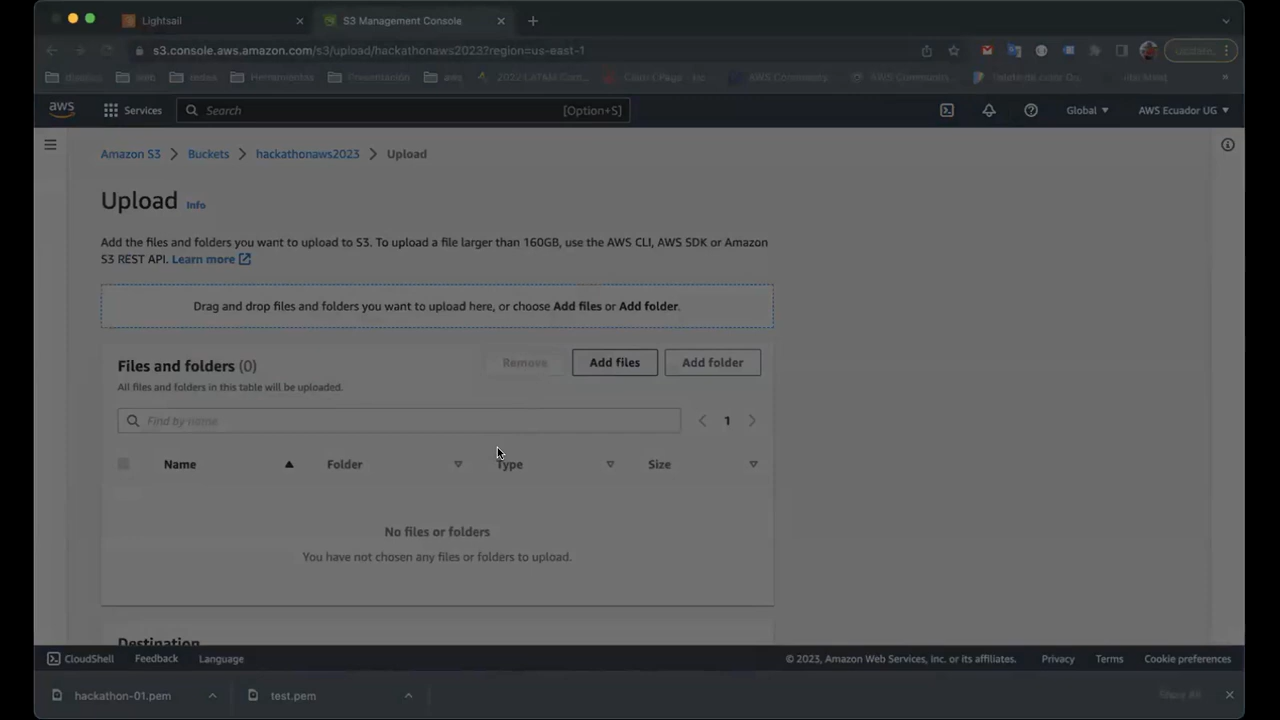 Lightsail
S3 Management Console
s3.console.aws.amazon.com/s3/upload/hackathonaws2023?region=us-east-1
Herramientas
Presentación
aws
AWS Community
aws
Services
Search
[Option+S]
Global
AWS Ecuador UG
Amazon S3 > Buckets > hackathonaws2023 > Upload
Upload Info
Add the files and folders you want to upload to S3. To upload a file larger than 160GB, use the AWS CLI, AWS SDK or Amazon
S3 REST API. Learn more
Drag and drop files and folders you want to upload here, or choose Add files or Add folder.
Files and folders (0)
Remove
Add files
Add folder
All files and folders in this table will be uploaded.
Find by name
1
Name
Folder
Type
Size
No files or folders
You have not chosen any files or folders to upload.
Destination
CloudShell
Feedback
Language
© 2023, Amazon Web Services, Inc. or its affiliates.
Privacy
Terms
Cookie preferences
hackathon-01.pem
test.pem
Show All